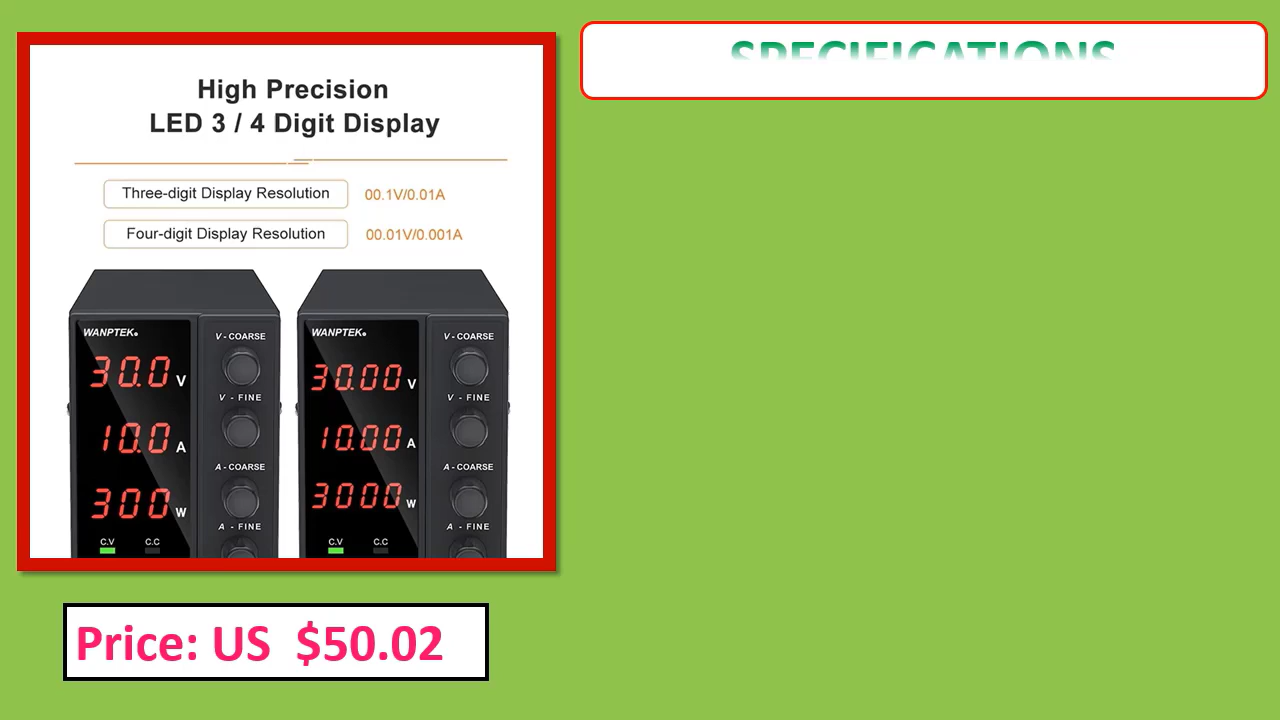 High Precision
LED 3 / 4 Digit Display
Three-digit Display Resolution 00.1V/0.01A
Four-digit Display Resolution 00.01V/0.001A
WANPTEK
30.0 V
10.0 A
300 W
C.V C.C
V - COARSE
V - FINE
A - COARSE
A - FINE
WANPTEK
30.00 V
10.00 A
3000 W
C.V C.C
V - COARSE
V - FINE
A - COARSE
A - FINE
Price: US $50.02
SPECIFICATIONS